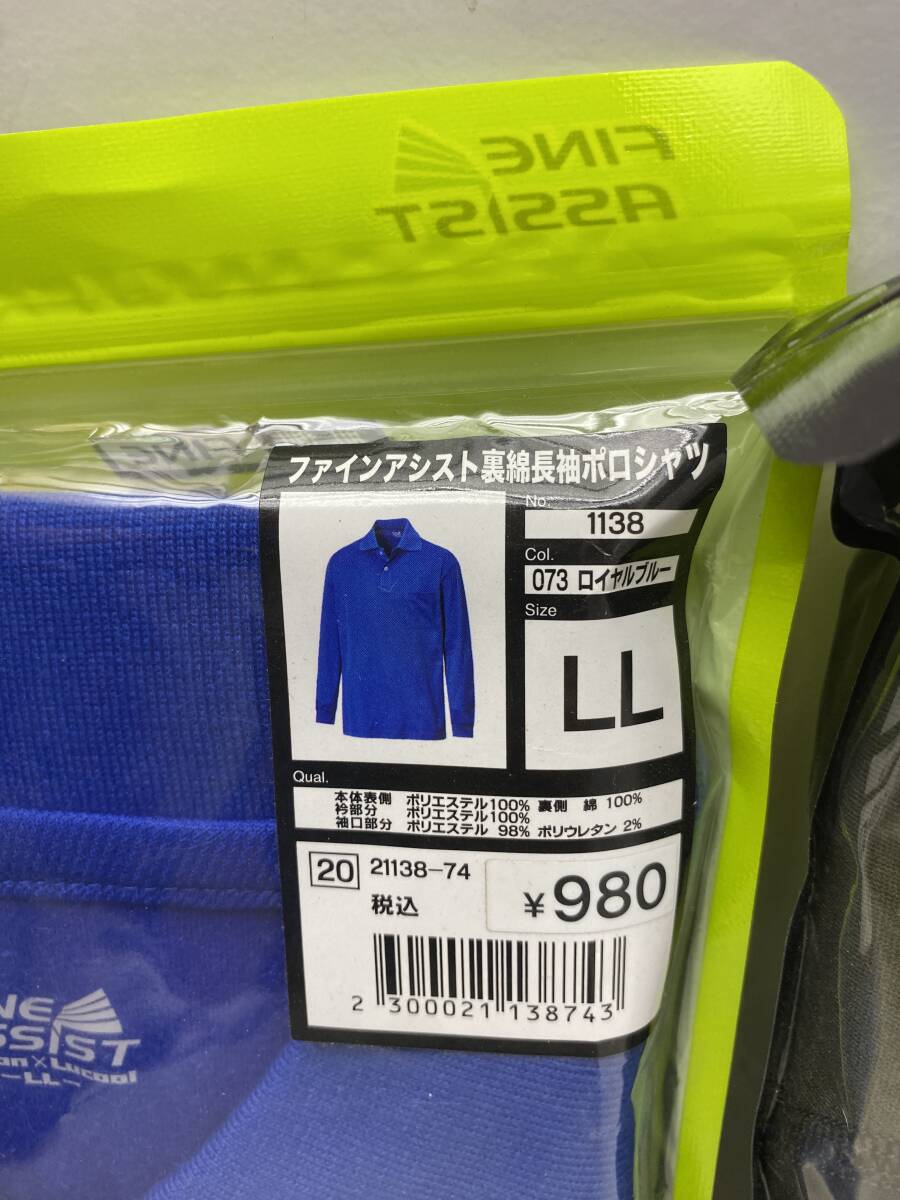 FINE
ASSIST
FINE
ファインアシスト裏綿長袖ポロシャツ
No.
1138
Col.
073 ロイヤルブルー
Size
LL
Qual.
本体表側 ポリエステル100% 裏側 綿 100%
衿部分 ポリエステル100%
袖口部分 ポリエステル 98% ポリウレタン 2%
20 21138-74
税込 ¥980
2 300021 138743
FINE
ASSIST
Lucool
-LL-